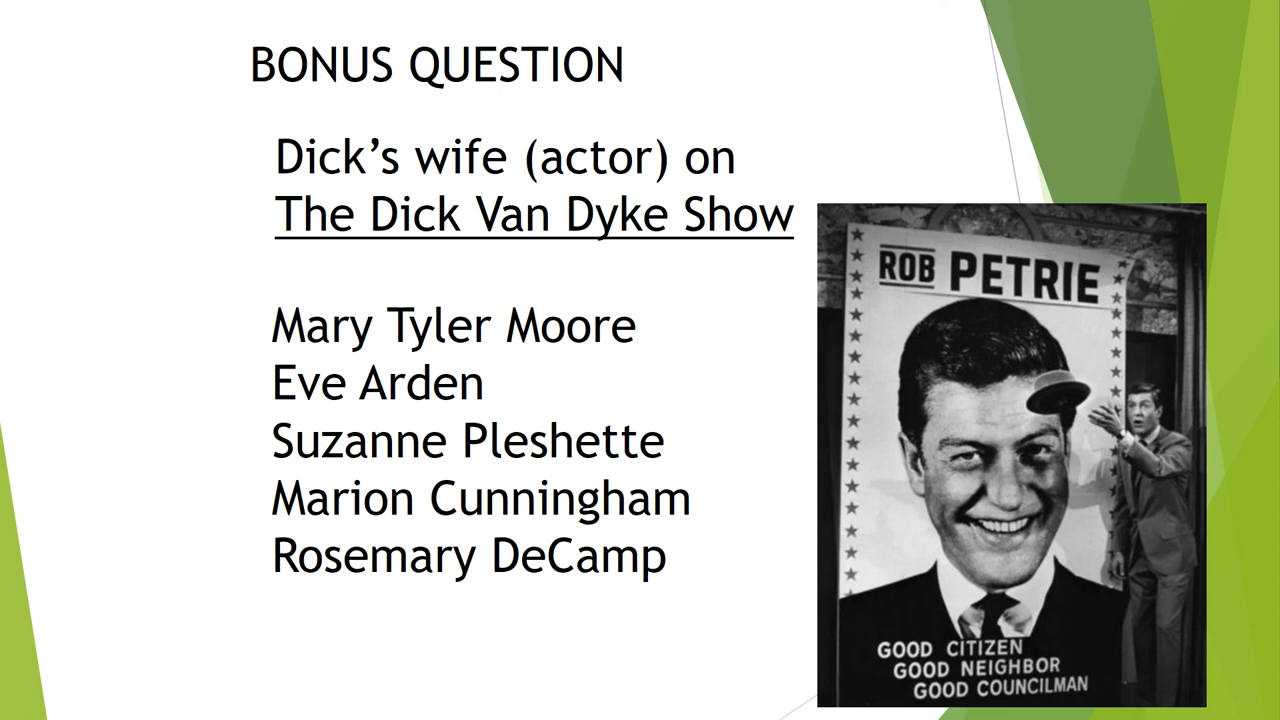 BONUS QUESTION
Dick’s wife (actor) on
The Dick Van Dyke Show
Mary Tyler Moore
Eve Arden
Suzanne Pleshette
Marion Cunningham
Rosemary DeCamp
ROB PETRIE
GOOD CITIZEN
GOOD NEIGHBOR
GOOD COUNCILMAN